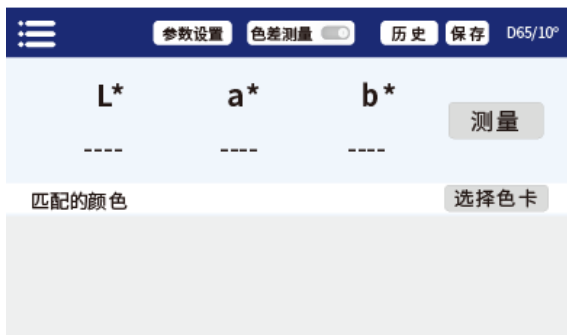 参数设置 色差测量 历史 保存 D65/10°
L* a* b*
测量
---- ---- ----
匹配的颜色 选择色卡